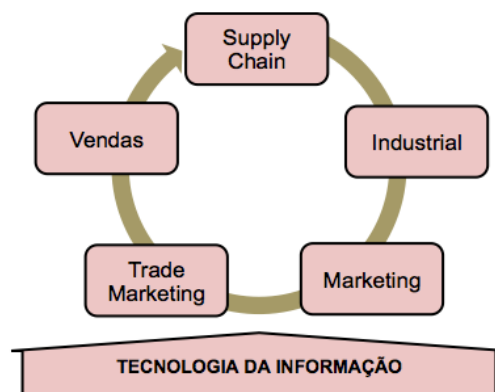 Supply
Chain
Vendas
Industrial
Trade
Marketing
Marketing
TECNOLOGIA DA INFORMAÇÃO